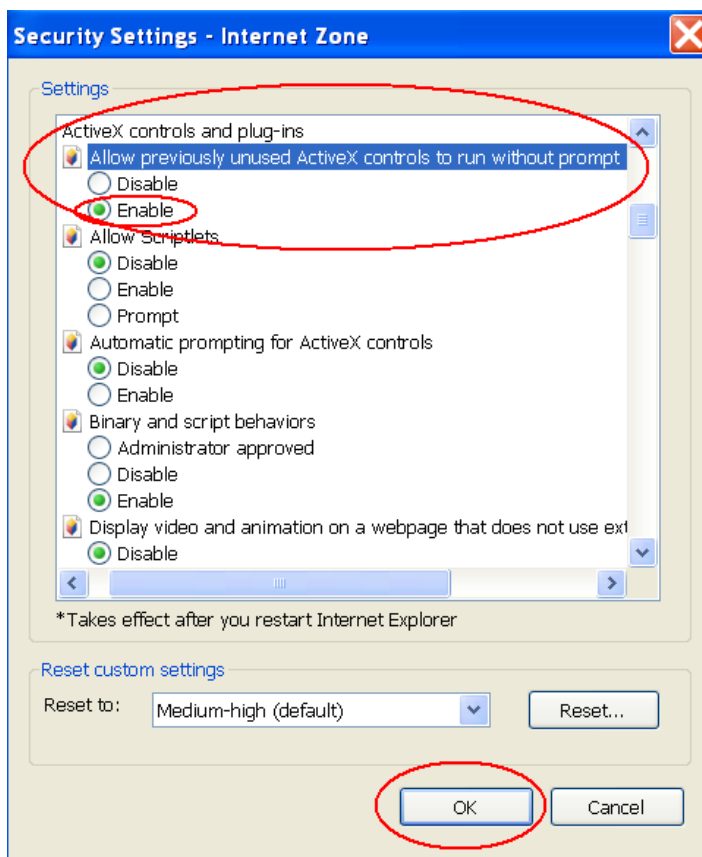 Security Settings - Internet Zone
Settings
ActiveX controls and plug-ins
Allow previously unused ActiveX controls to run without prompt
Disable
Enable
Allow Scriptlets
Disable
Enable
Prompt
Automatic prompting for ActiveX controls
Disable
Enable
Binary and script behaviors
Administrator approved
Disable
Enable
Display video and animation on a webpage that does not use ext
Disable
*Takes effect after you restart Internet Explorer
Reset custom settings
Reset to: Medium-high (default) Reset...
OK Cancel